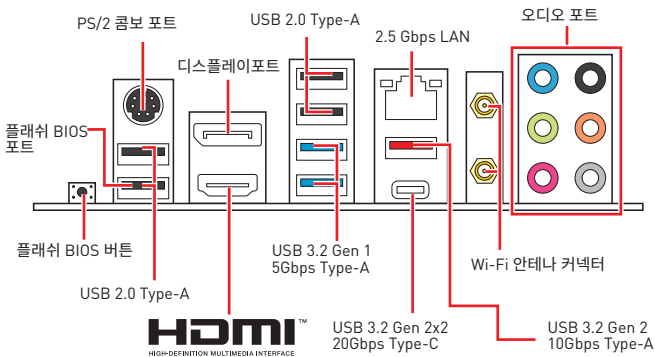 PS/2 콤보 포트
USB 2.0 Type-A
2.5 Gbps LAN
오디오 포트
디스플레이포트
플래쉬 BIOS
포트
플래쉬 BIOS 버튼
USB 2.0 Type-A
USB 3.2 Gen 1
5Gbps Type-A
Wi-Fi 안테나 커넥터
HDMI™
HIGH-DEFINITION MULTIMEDIA INTERFACE
USB 3.2 Gen 2x2
20Gbps Type-C
USB 3.2 Gen 2
10Gbps Type-A